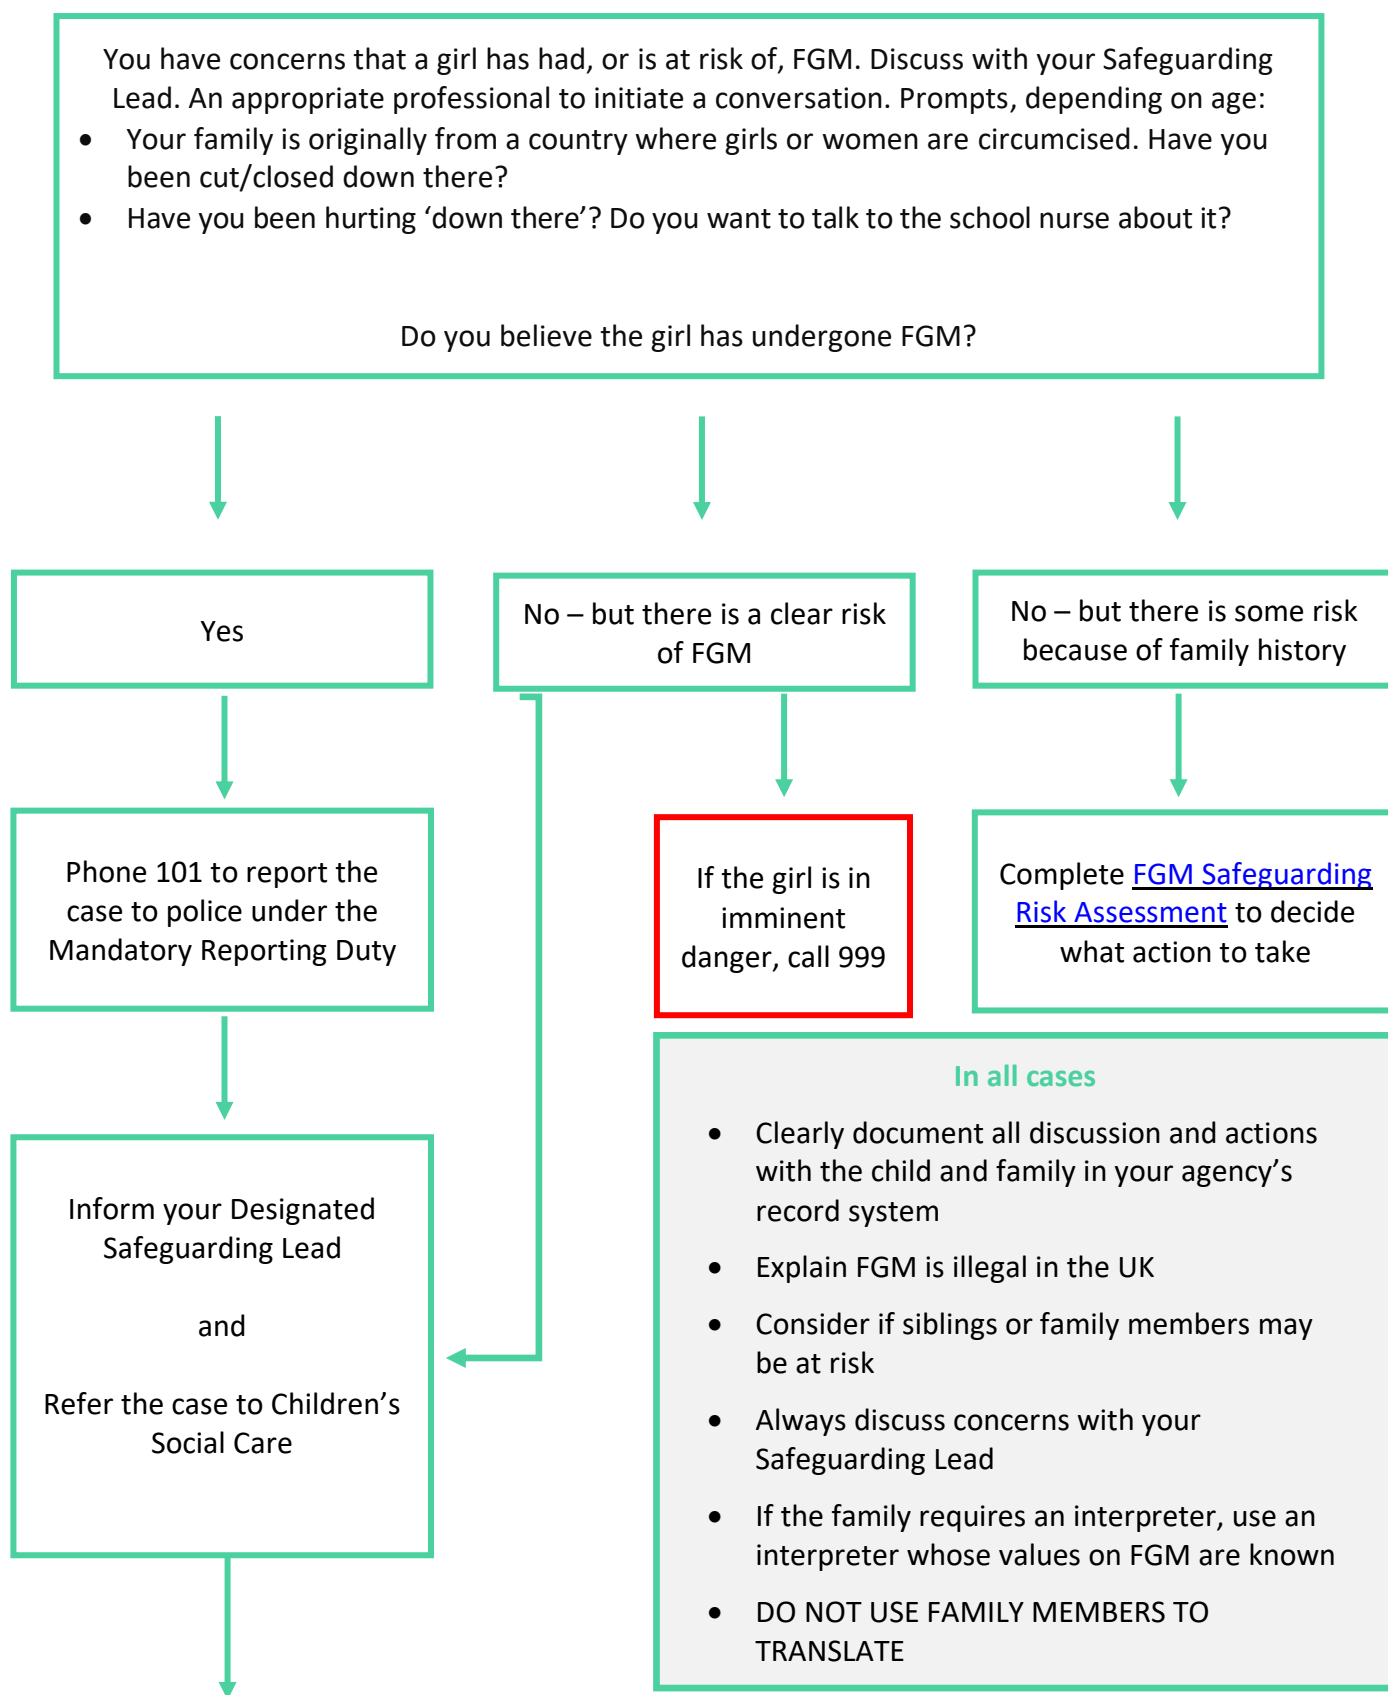 You have concerns that a girl has had, or is at risk of, FGM. Discuss with your Safeguarding
Lead. An appropriate professional to initiate a conversation. Prompts, depending on age:
• Your family is originally from a country where girls or women are circumcised. Have you
been cut/closed down there?
• Have you been hurting ‘down there’? Do you want to talk to the school nurse about it?
Do you believe the girl has undergone FGM?
Yes
No – but there is a clear risk
of FGM
No – but there is some risk
because of family history
Phone 101 to report the
case to police under the
Mandatory Reporting Duty
If the girl is in
imminent
danger, call 999
Complete FGM Safeguarding
Risk Assessment to decide
what action to take
Inform your Designated
Safeguarding Lead
and
Refer the case to Children’s
Social Care
In all cases
• Clearly document all discussion and actions
with the child and family in your agency’s
record system
• Explain FGM is illegal in the UK
• Consider if siblings or family members may
be at risk
• Always discuss concerns with your
Safeguarding Lead
• If the family requires an interpreter, use an
interpreter whose values on FGM are known
• DO NOT USE FAMILY MEMBERS TO
TRANSLATE